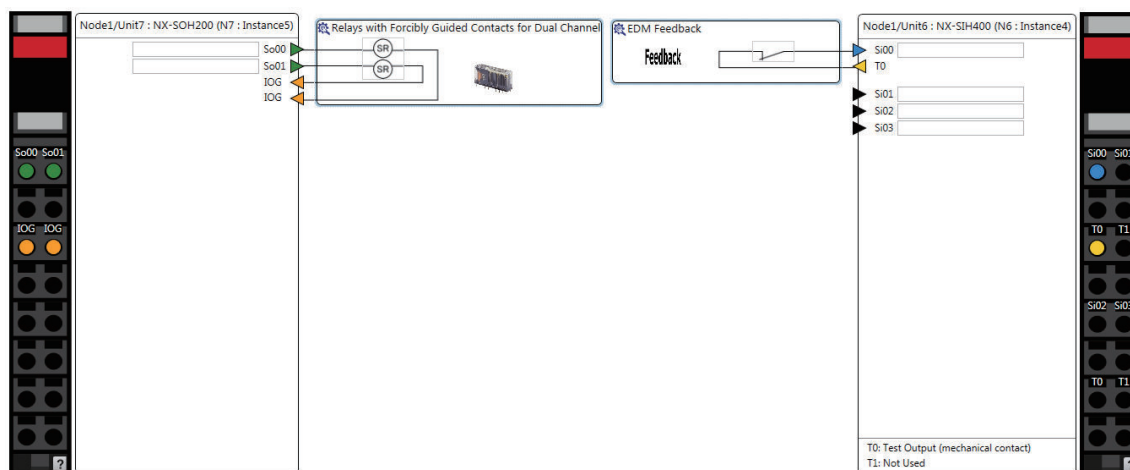 Node1/Unit7 : NX-SOH200 (N7 : Instance5)
So00
So01
IOG
IOG
Relays with Forcibly Guided Contacts for Dual Channel
SR
SR
EDM Feedback
Feedback
Node1/Unit6 : NX-SIH400 (N6 : Instance4)
Si00
T0
Si01
Si02
Si03
T0: Test Output (mechanical contact)
T1: Not Used
So00 So01
IOG IOG
?
Si00 Si01
T0 T1
Si02 Si03
T0 T1
?